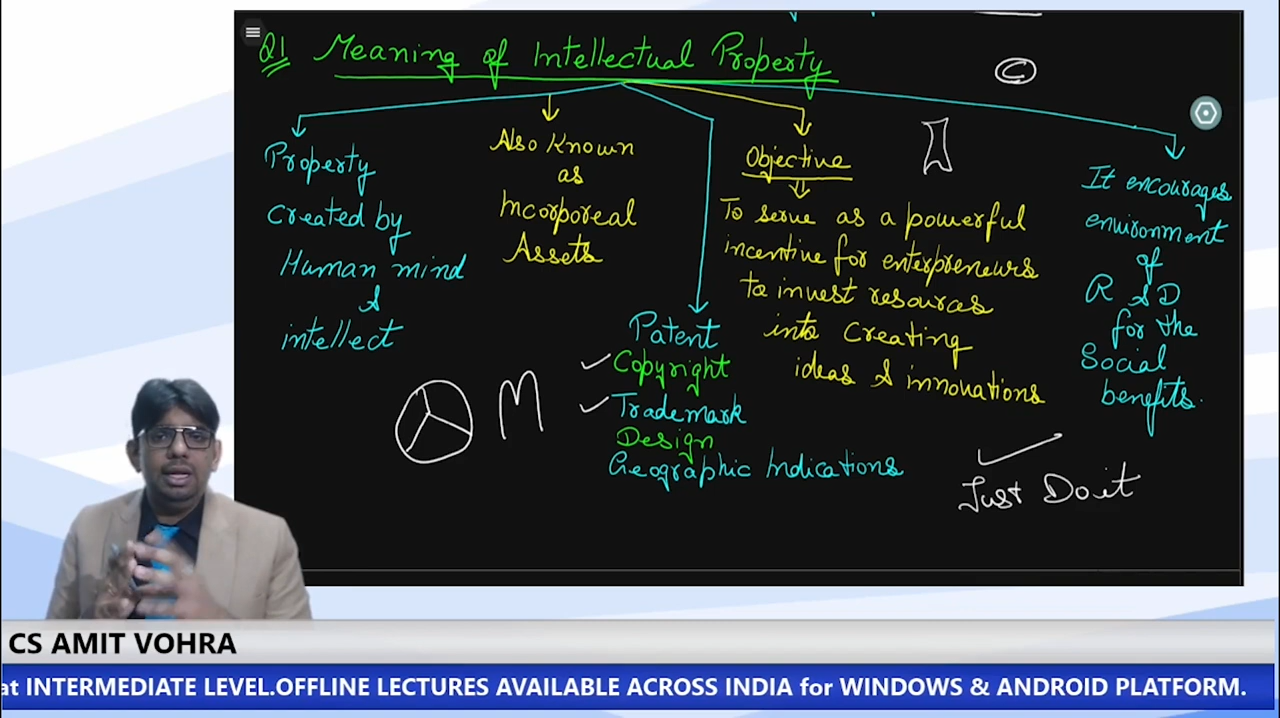 Q1 Meaning of Intellectual Property
©
Property
created by
Human mind
&
intellect
Also Known
as
Incorporeal
Assets
Patent
Copyright
Trademark
Design
Geographic Indications
Objective
To serve as a powerful
incentive for enterpreneurs
to invest resources
into Creating
ideas & innovations
It encourages
environment
of
R & D
for the
Social
benefits.
M
Just Do it
CS AMIT VOHRA
at INTERMEDIATE LEVEL.OFFLINE LECTURES AVAILABLE ACROSS INDIA for WINDOWS & ANDROID PLATFORM.